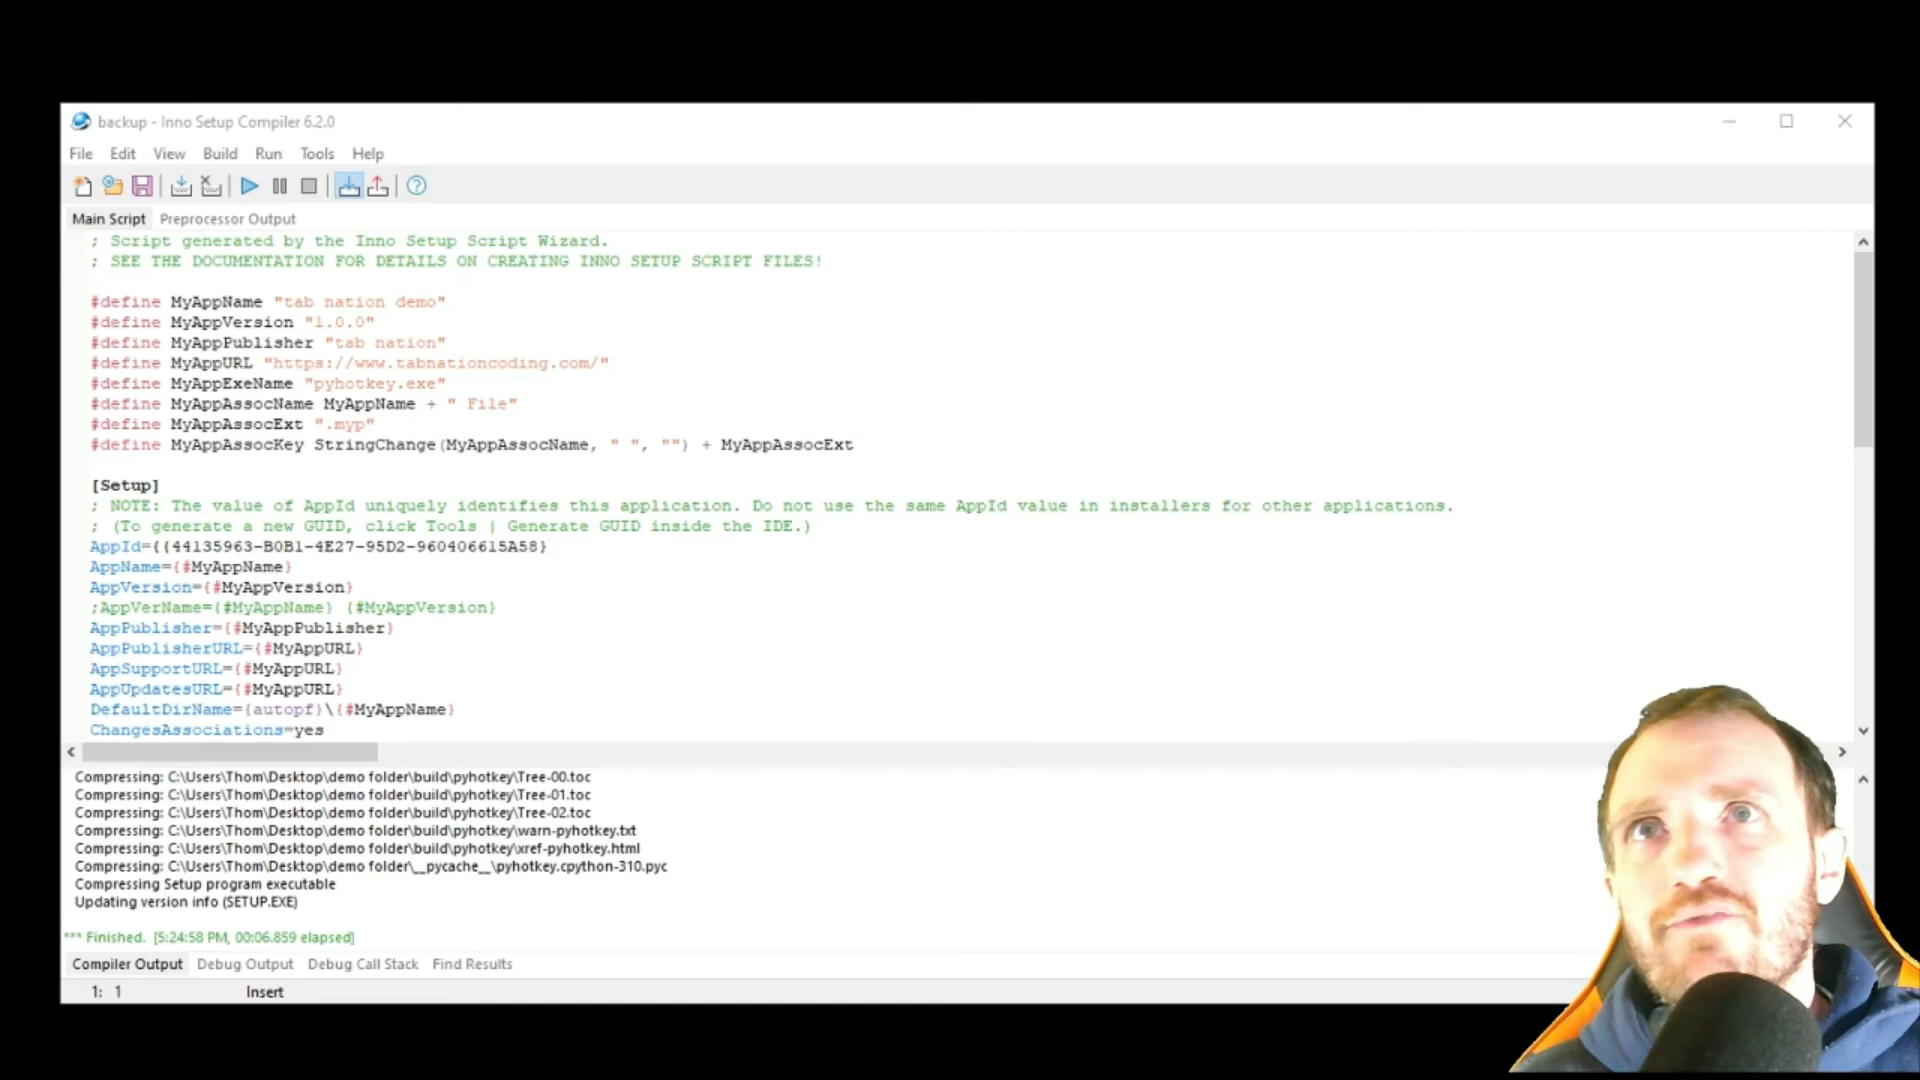 backup - Inno Setup Compiler 6.2.0
File Edit View Build Run Tools Help
Main Script Preprocessor Output
; Script generated by the Inno Setup Script Wizard.
; SEE THE DOCUMENTATION FOR DETAILS ON CREATING INNO SETUP SCRIPT FILES!
#define MyAppName "tab nation demo"
#define MyAppVersion "1.0.0"
#define MyAppPublisher "tab nation"
#define MyAppURL "https://www.tabnationcoding.com/"
#define MyAppExeName "pyhotkey.exe"
#define MyAppAssocName MyAppName + " File"
#define MyAppAssocExt ".myp"
#define MyAppAssocKey StringChange(MyAppAssocName, " ", "") + MyAppAssocExt
[Setup]
; NOTE: The value of AppId uniquely identifies this application. Do not use the same AppId value in installers for other applications.
; (To generate a new GUID, click Tools | Generate GUID inside the IDE.)
AppId={{44135963-B0B1-4E27-95D2-960406615A58}
AppName={#MyAppName}
AppVersion={#MyAppVersion}
;AppVerName={#MyAppName} {#MyAppVersion}
AppPublisher={#MyAppPublisher}
AppPublisherURL={#MyAppURL}
AppSupportURL={#MyAppURL}
AppUpdatesURL={#MyAppURL}
DefaultDirName={autopf}\{#MyAppName}
ChangesAssociations=yes
Compressing: C:\Users\Thom\Desktop\demo folder\build\pyhotkey\Tree-00.toc
Compressing: C:\Users\Thom\Desktop\demo folder\build\pyhotkey\Tree-01.toc
Compressing: C:\Users\Thom\Desktop\demo folder\build\pyhotkey\Tree-02.toc
Compressing: C:\Users\Thom\Desktop\demo folder\build\pyhotkey\warn-pyhotkey.txt
Compressing: C:\Users\Thom\Desktop\demo folder\build\pyhotkey\xref-pyhotkey.html
Compressing: C:\Users\Thom\Desktop\demo folder\__pycache__\pyhotkey.cpython-310.pyc
Compressing Setup program executable
Updating version info (SETUP.EXE)
*** Finished. [5:24:58 PM, 00:06.859 elapsed]
Compiler Output Debug Output Debug Call Stack Find Results
1: 1 Insert